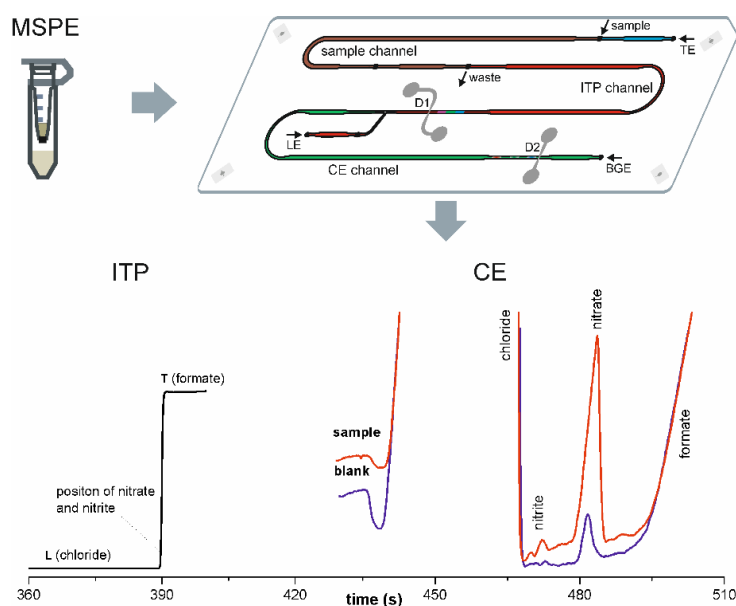 MSPE
sample
sample channel
TE
waste
ITP channel
D1
LE
D2
CE channel
BGE
ITP
CE
chloride
nitrate
T (formate)
sample
blank
formate
positon of nitrate
and nitrite
nitrite
L (chloride)
360
390
420
450
480
510
time (s)